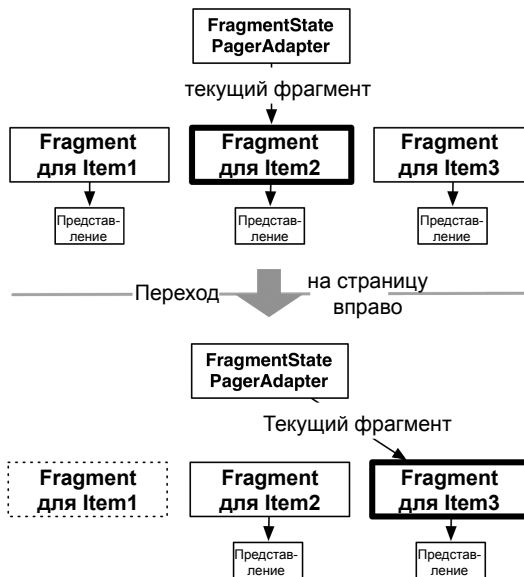 FragmentState
PagerAdapter
текущий фрагмент
Fragment
для Item1
Fragment
для Item2
Fragment
для Item3
Представ-
ление
Представ-
ление
Представ-
ление
Переход на страницу
вправо
FragmentState
PagerAdapter
Текущий фрагмент
Fragment
для Item1
Fragment
для Item2
Fragment
для Item3
Представ-
ление
Представ-
ление